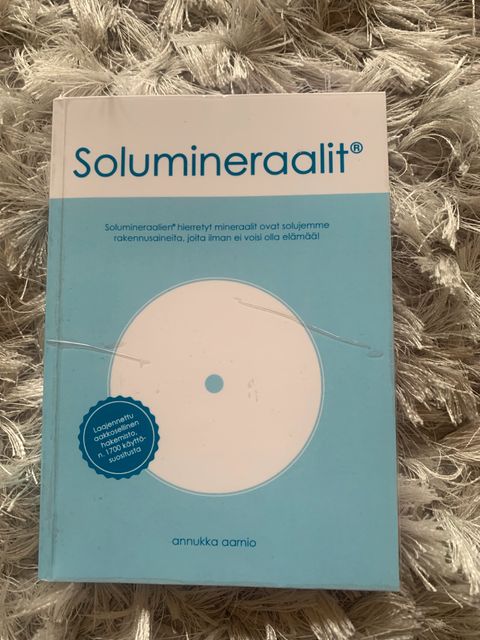 Solumineraalit®
Solumineraalien® hierretyt mineraalit ovat solujemme
rakennusaineita, joita ilman ei voisi olla elämää!
Laajennettu
aakkosellinen
hakemisto,
n. 1700 käyttö-
suositusta
annukka aarnio